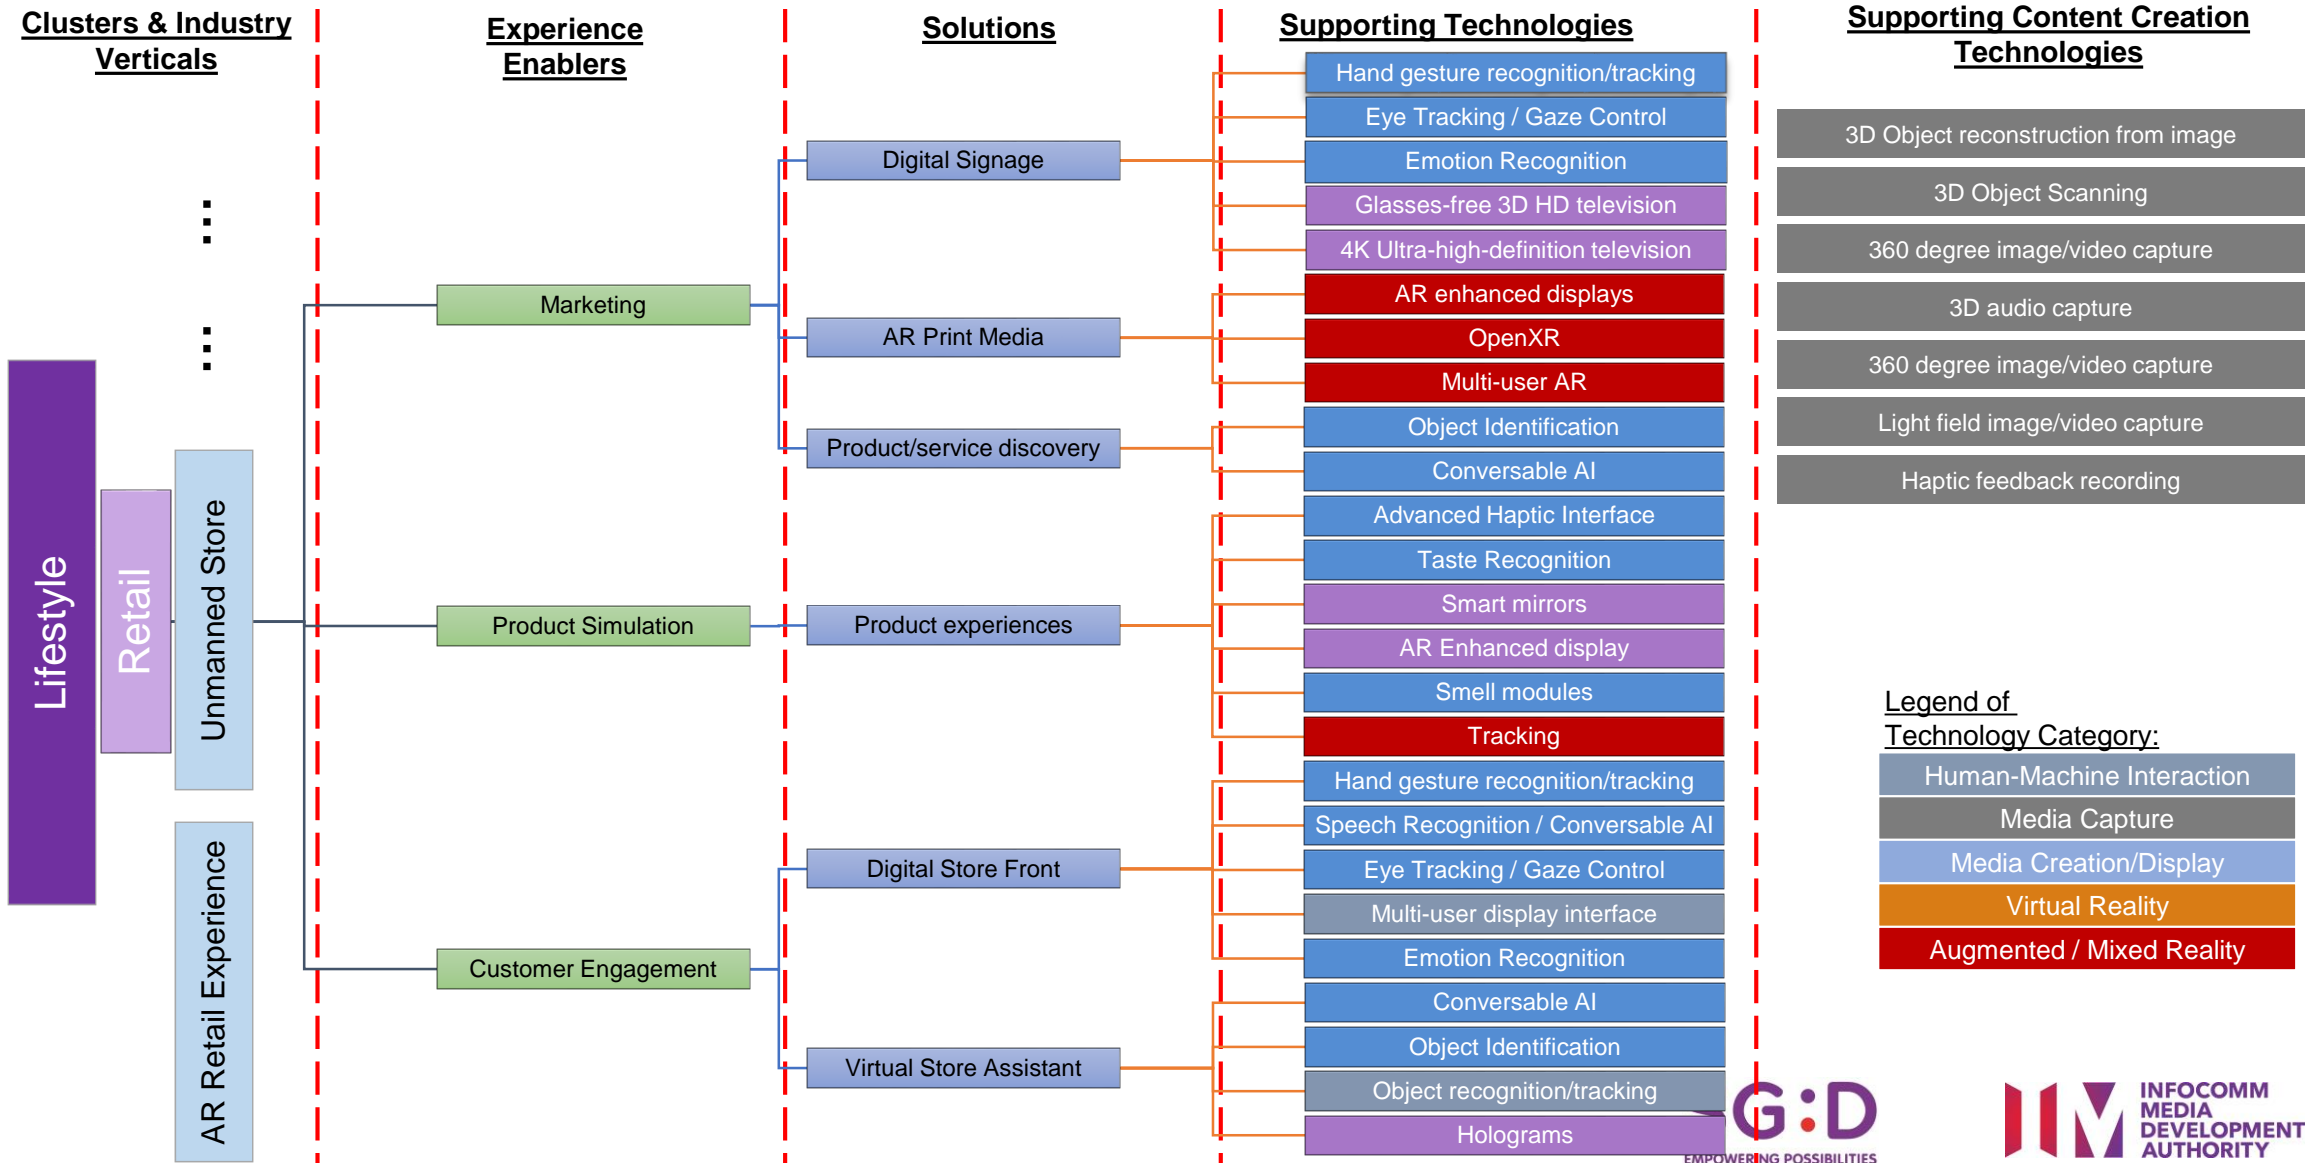 Clusters & Industry
Verticals
Experience
Enablers
Solutions
Supporting Technologies
Supporting Content Creation
Technologies
Lifestyle
Retail
Unmanned Store
AR Retail Experience
Marketing
Product Simulation
Customer Engagement
Digital Signage
AR Print Media
Product/service discovery
Product experiences
Digital Store Front
Virtual Store Assistant
Hand gesture recognition/tracking
Eye Tracking / Gaze Control
Emotion Recognition
Glasses-free 3D HD television
4K Ultra-high-definition television
AR enhanced displays
OpenXR
Multi-user AR
Object Identification
Conversable AI
Advanced Haptic Interface
Taste Recognition
Smart mirrors
AR Enhanced display
Smell modules
Tracking
Hand gesture recognition/tracking
Speech Recognition / Conversable AI
Eye Tracking / Gaze Control
Multi-user display interface
Emotion Recognition
Conversable AI
Object Identification
Object recognition/tracking
Holograms
3D Object reconstruction from image
3D Object Scanning
360 degree image/video capture
3D audio capture
360 degree image/video capture
Light field image/video capture
Haptic feedback recording
Legend of
Technology Category:
Human-Machine Interaction
Media Capture
Media Creation/Display
Virtual Reality
Augmented / Mixed Reality
SG:D
EMPOWERING POSSIBILITIES
INFOCOMM
MEDIA
DEVELOPMENT
AUTHORITY